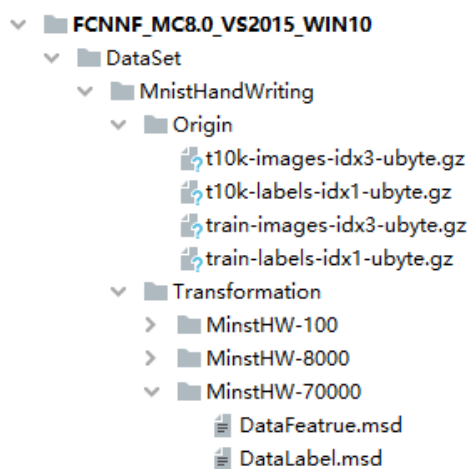 FCNNF_MC8.0_VS2015_WIN10
DataSet
MnistHandWriting
Origin
t10k-images-idx3-ubyte.gz
t10k-labels-idx1-ubyte.gz
train-images-idx3-ubyte.gz
train-labels-idx1-ubyte.gz
Transformation
MinstHW-100
MinstHW-8000
MinstHW-70000
DataFeatrue.msd
DataLabel.msd